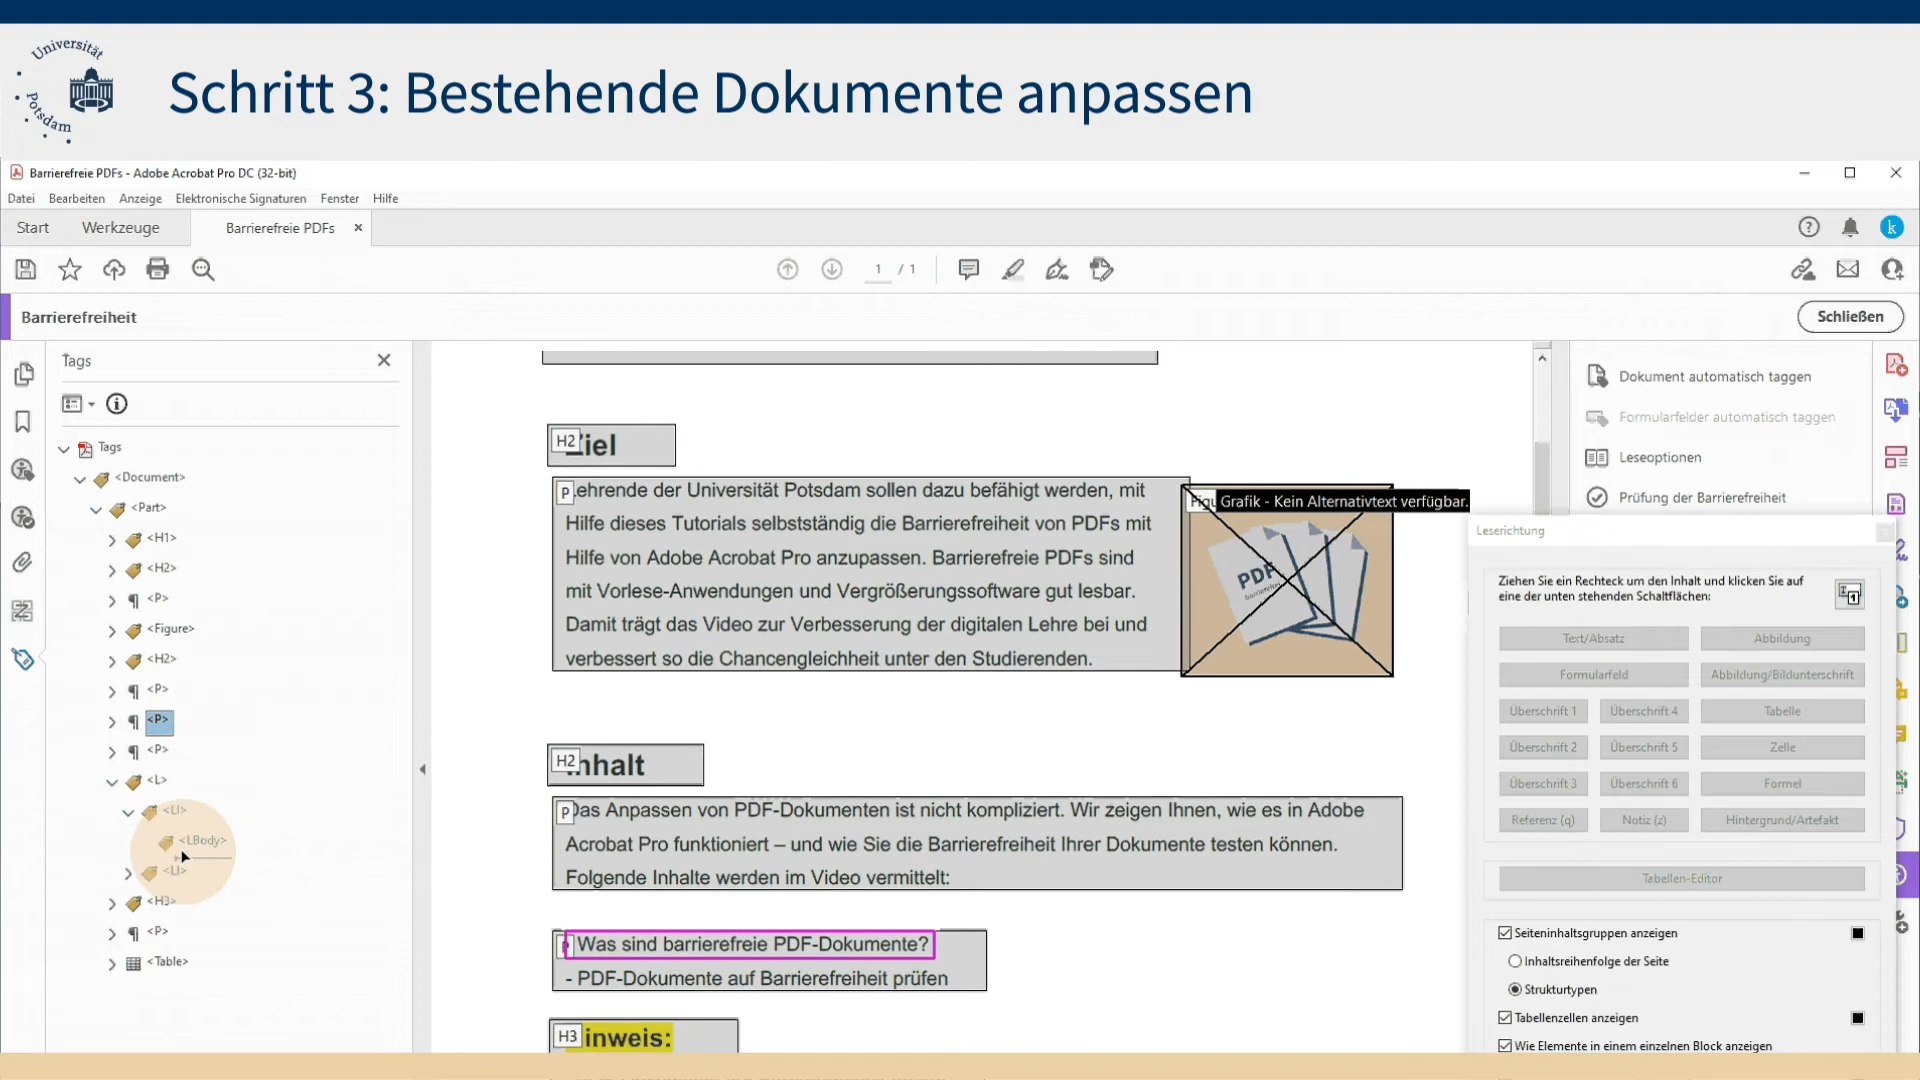 Universität
Potsdam
Schritt 3: Bestehende Dokumente anpassen
Barrierefreie PDFs - Adobe Acrobat Pro DC (32-bit)
Datei Bearbeiten Anzeige Elektronische Signaturen Fenster Hilfe
Start Werkzeuge Barrierefreie PDFs
k
1 / 1
Barrierefreiheit
Schließen
Tags
Tags
<Document>
<Part>
<H1>
<H2>
<P>
<Figure>
<H2>
<P>
<P>
<P>
<L>
<LI>
<LBody>
<LI>
<H3>
<P>
<Table>
H2 Ziel
P Lehrende der Universität Potsdam sollen dazu befähigt werden, mit
Hilfe dieses Tutorials selbstständig die Barrierefreiheit von PDFs mit
Hilfe von Adobe Acrobat Pro anzupassen. Barrierefreie PDFs sind
mit Vorlese-Anwendungen und Vergrößerungssoftware gut lesbar.
Damit trägt das Video zur Verbesserung der digitalen Lehre bei und
verbessert so die Chancengleichheit unter den Studierenden.
Figu Grafik - Kein Alternativtext verfügbar.
PDF
barrierefrei
H2 Inhalt
P Das Anpassen von PDF-Dokumenten ist nicht kompliziert. Wir zeigen Ihnen, wie es in Adobe
Acrobat Pro funktioniert – und wie Sie die Barrierefreiheit Ihrer Dokumente testen können.
Folgende Inhalte werden im Video vermittelt:
P Was sind barrierefreie PDF-Dokumente?
- PDF-Dokumente auf Barrierefreiheit prüfen
H3 inweis:
Dokument automatisch taggen
Formularfelder automatisch taggen
Leseoptionen
Prüfung der Barrierefreiheit
Leserichtung
Ziehen Sie ein Rechteck um den Inhalt und klicken Sie auf
eine der unten stehenden Schaltflächen:
Text/Absatz Abbildung
Formularfeld Abbildung/Bildunterschrift
Überschrift 1 Überschrift 4 Tabelle
Überschrift 2 Überschrift 5 Zelle
Überschrift 3 Überschrift 6 Formel
Referenz (q) Notiz (z) Hintergrund/Artefakt
Tabellen-Editor
Seiteninhaltsgruppen anzeigen
Inhaltsreihenfolge der Seite
Strukturtypen
Tabellenzellen anzeigen
Wie Elemente in einem einzelnen Block anzeigen